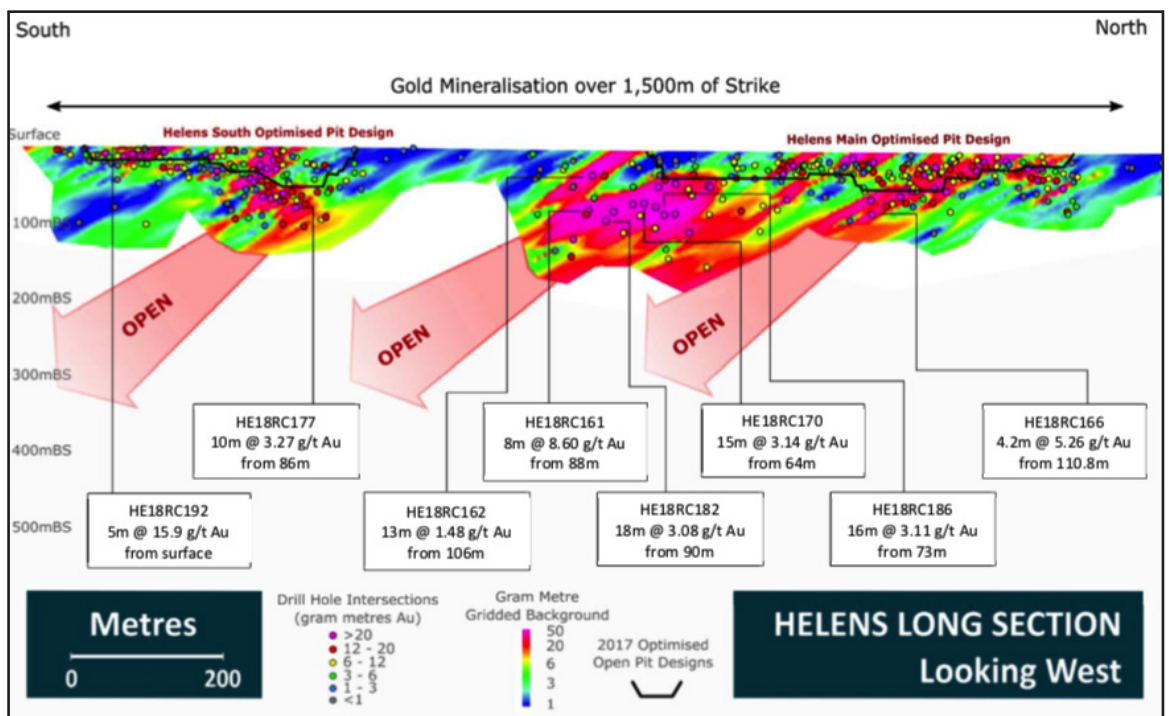 South
North
Gold Mineralisation over 1,500m of Strike
Surface
Helens South Optimised Pit Design
Helens Main Optimised Pit Design
100mBS
200mBS
300mBS
400mBS
500mBS
OPEN
OPEN
OPEN
HE18RC177
10m @ 3.27 g/t Au
from 86m
HE18RC161
8m @ 8.60 g/t Au
from 88m
HE18RC170
15m @ 3.14 g/t Au
from 64m
HE18RC166
4.2m @ 5.26 g/t Au
from 110.8m
HE18RC192
5m @ 15.9 g/t Au
from surface
HE18RC162
13m @ 1.48 g/t Au
from 106m
HE18RC182
18m @ 3.08 g/t Au
from 90m
HE18RC186
16m @ 3.11 g/t Au
from 73m
Metres
0 200
Drill Hole Intersections
(gram metres Au)
>20
12 - 20
6 - 12
3 - 6
1 - 3
<1
Gram Metre
Gridded Background
50
20
6
3
1
2017 Optimised
Open Pit Designs
HELENS LONG SECTION
Looking West